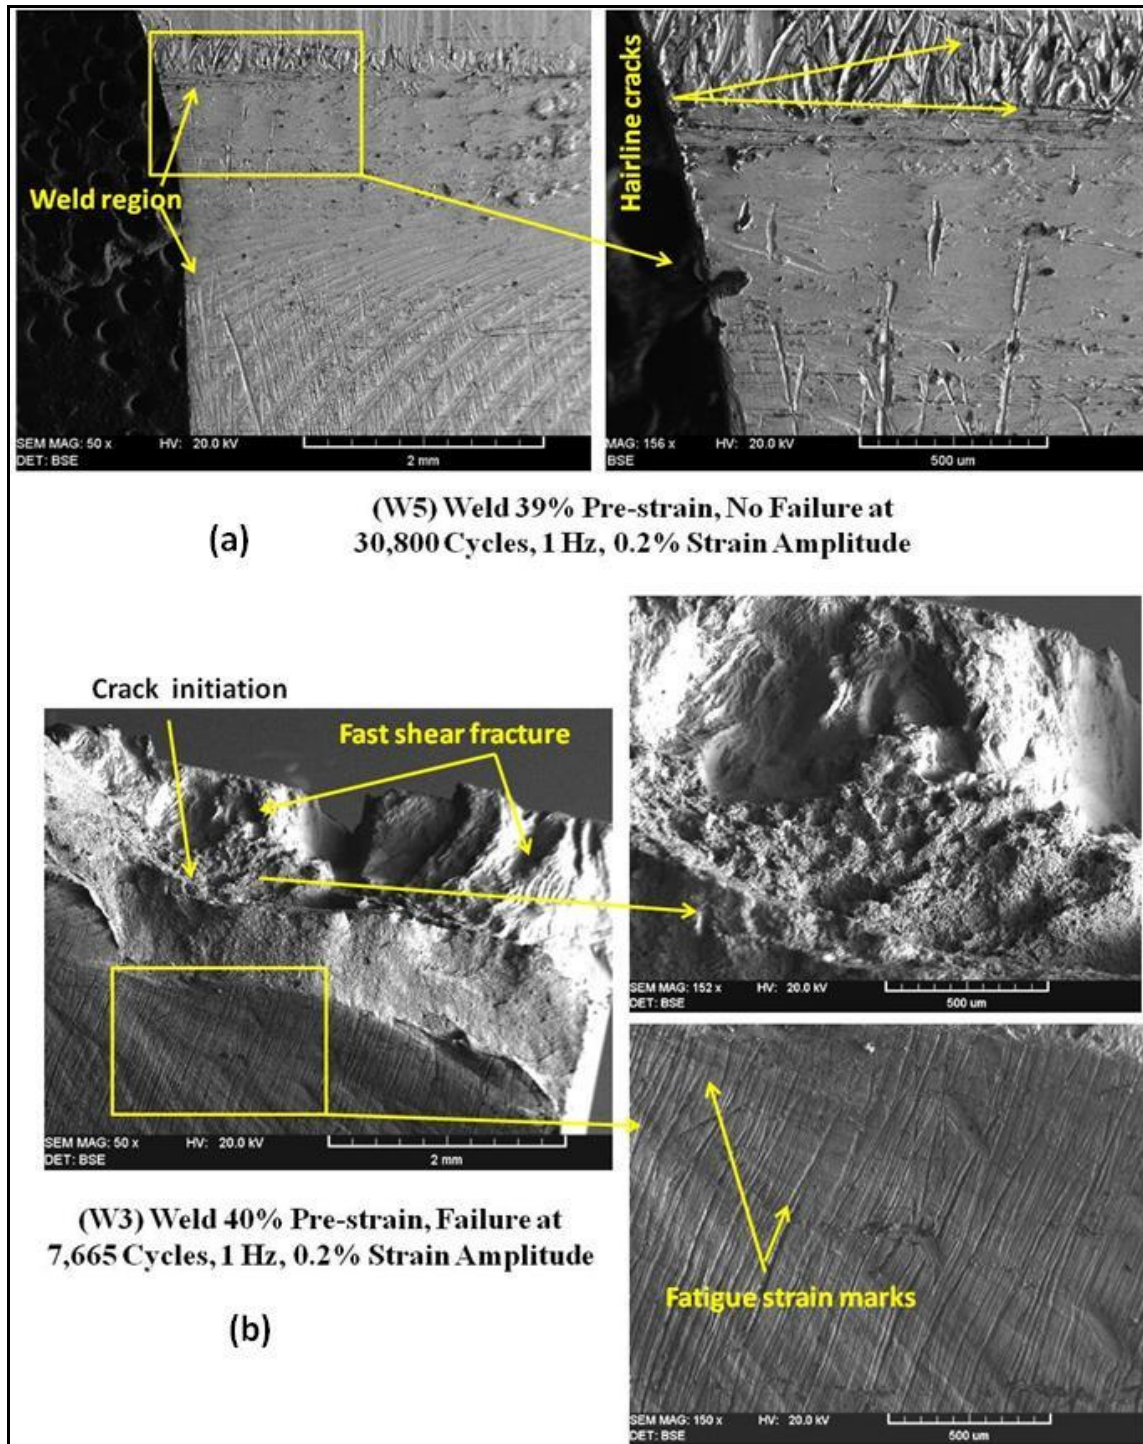 Weld region
SEM MAG: 50 x HV: 20.0 kV
DET: BSE
2 mm
Hairline cracks
MAG: 156 x HV: 20.0 kV
BSE
500 um
(a)
(W5) Weld 39% Pre-strain, No Failure at
30,800 Cycles, 1 Hz, 0.2% Strain Amplitude
Crack initiation
Fast shear fracture
SEM MAG: 50 x HV: 20.0 kV
DET: BSE
2 mm
SEM MAG: 152 x HV: 20.0 kV
DET: BSE
500 um
(W3) Weld 40% Pre-strain, Failure at
7,665 Cycles, 1 Hz, 0.2% Strain Amplitude
(b)
Fatigue strain marks
SEM MAG: 150 x HV: 20.0 kV
DET: BSE
500 um